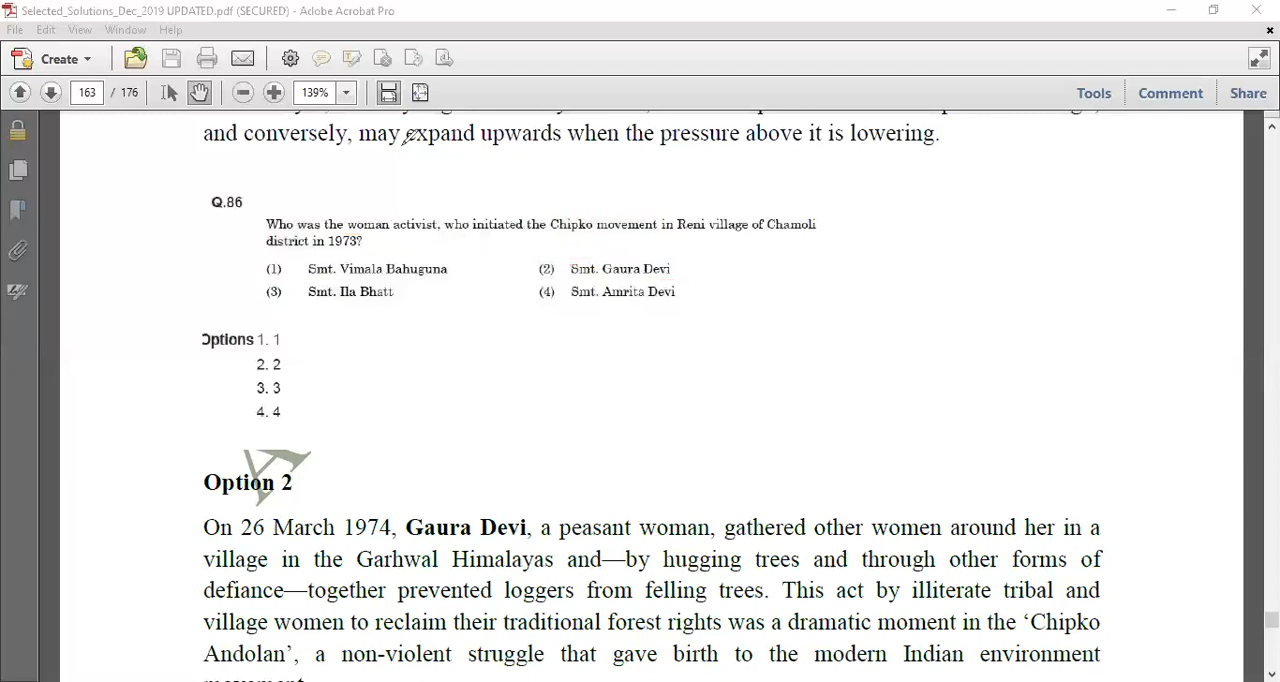 Selected_Solutions_Dec_2019 UPDATED.pdf (SECURED) - Adobe Acrobat Pro
File Edit View Window Help
Create
163 / 176 139% Tools Comment Share
and conversely, may expand upwards when the pressure above it is lowering.
Q.86
Who was the woman activist, who initiated the Chipko movement in Reni village of Chamoli
district in 1973?
(1) Smt. Vimala Bahuguna (2) Smt. Gaura Devi
(3) Smt. Ila Bhatt (4) Smt. Amrita Devi
Options 1. 1
2. 2
3. 3
4. 4
Option 2
On 26 March 1974, Gaura Devi, a peasant woman, gathered other women around her in a
village in the Garhwal Himalayas and—by hugging trees and through other forms of
defiance—together prevented loggers from felling trees. This act by illiterate tribal and
village women to reclaim their traditional forest rights was a dramatic moment in the ‘Chipko
Andolan’, a non-violent struggle that gave birth to the modern Indian environment